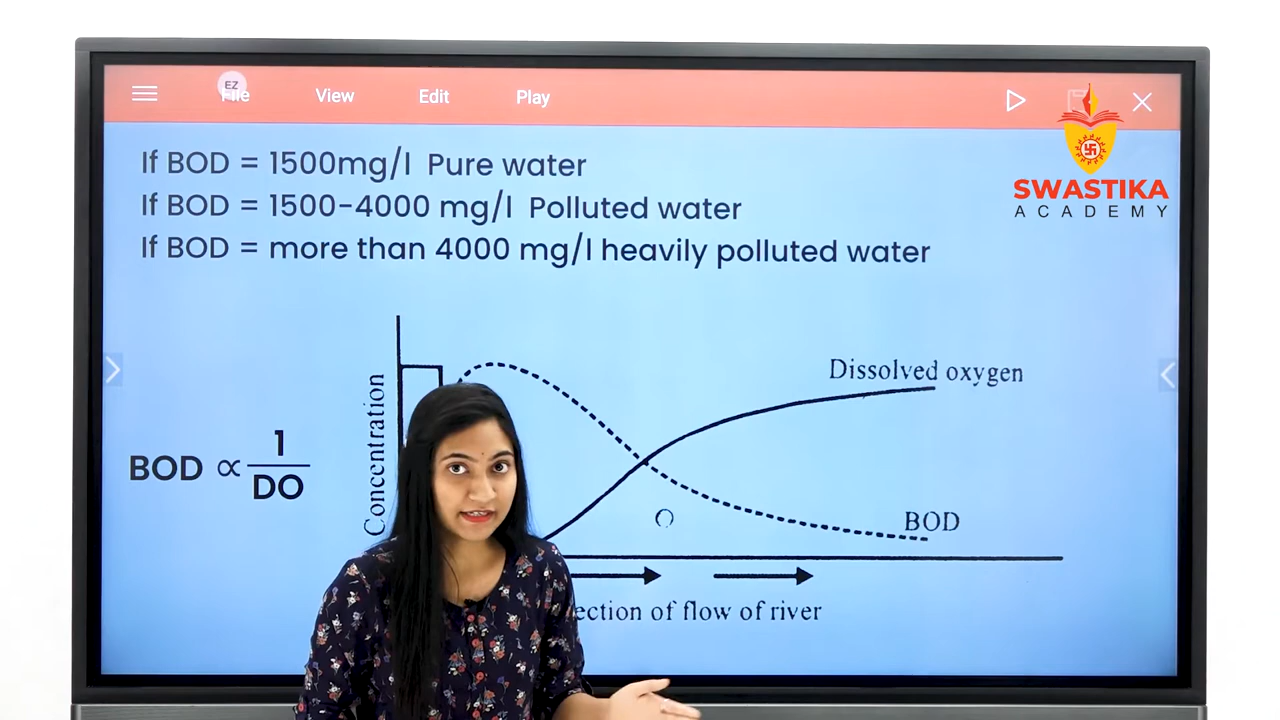 EZ
File View Edit Play
SWASTIKA
ACADEMY
If BOD = 1500mg/l Pure water
If BOD = 1500-4000 mg/l Polluted water
If BOD = more than 4000 mg/l heavily polluted water
BOD ∝ 1/DO
Concentration
Dissolved oxygen
BOD
ection of flow of river